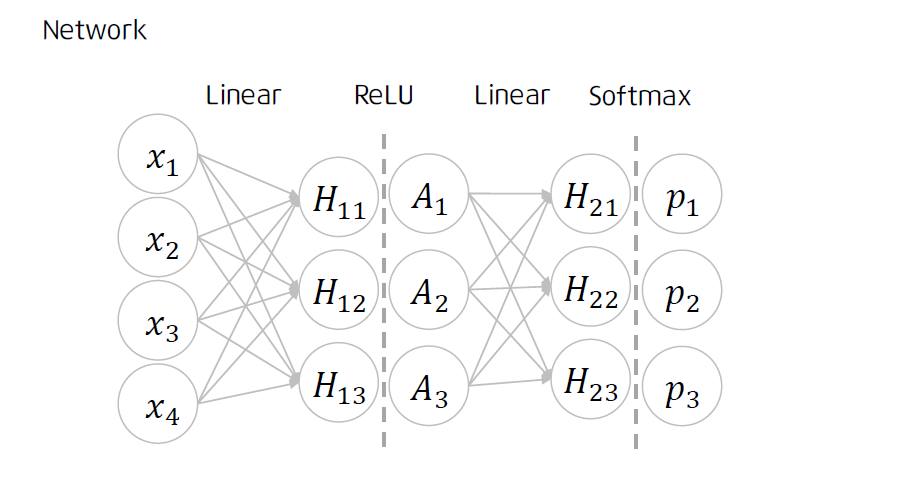 Network
Linear ReLU Linear Softmax
x₁ H₁₁ A₁ H₂₁ p₁
x₂ H₁₂ A₂ H₂₂ p₂
x₃ H₁₃ A₃ H₂₃ p₃
x₄